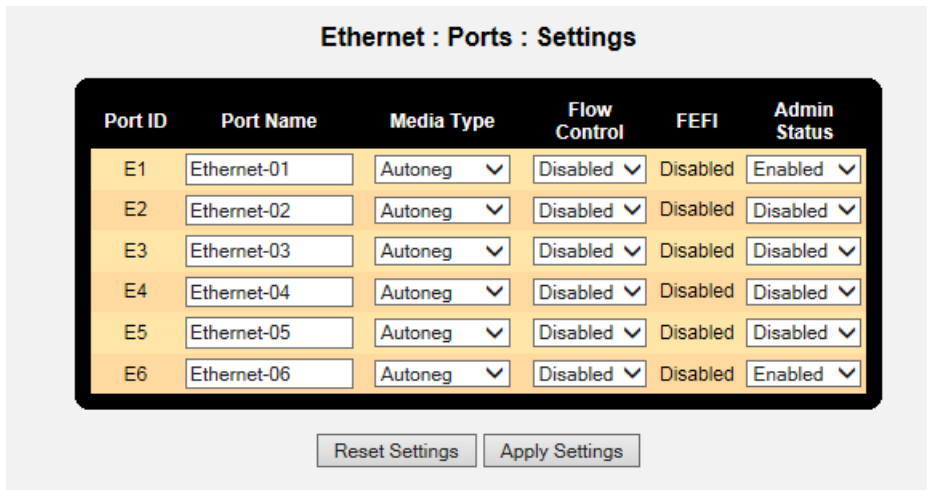 Ethernet : Ports : Settings
Port ID Port Name Media Type Flow Control FEFI Admin Status
E1 Ethernet-01 Autoneg Disabled Disabled Enabled
E2 Ethernet-02 Autoneg Disabled Disabled Disabled
E3 Ethernet-03 Autoneg Disabled Disabled Disabled
E4 Ethernet-04 Autoneg Disabled Disabled Disabled
E5 Ethernet-05 Autoneg Disabled Disabled Disabled
E6 Ethernet-06 Autoneg Disabled Disabled Enabled
Reset Settings Apply Settings